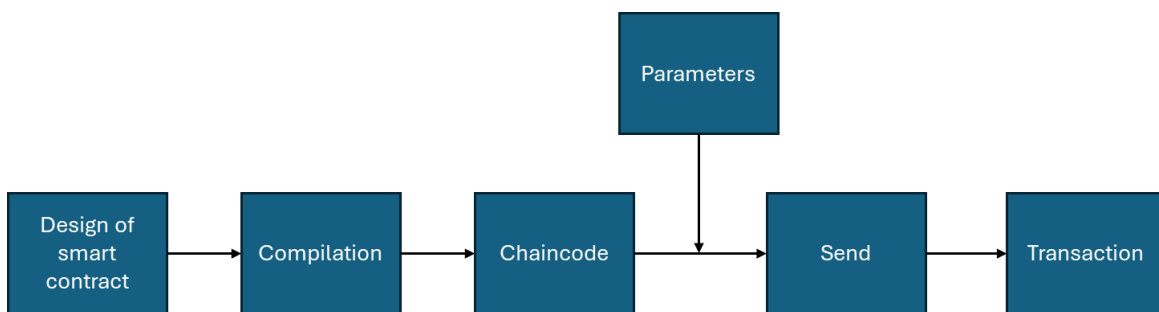 Parameters
Design of
smart
contract
Compilation
Chaincode
Send
Transaction